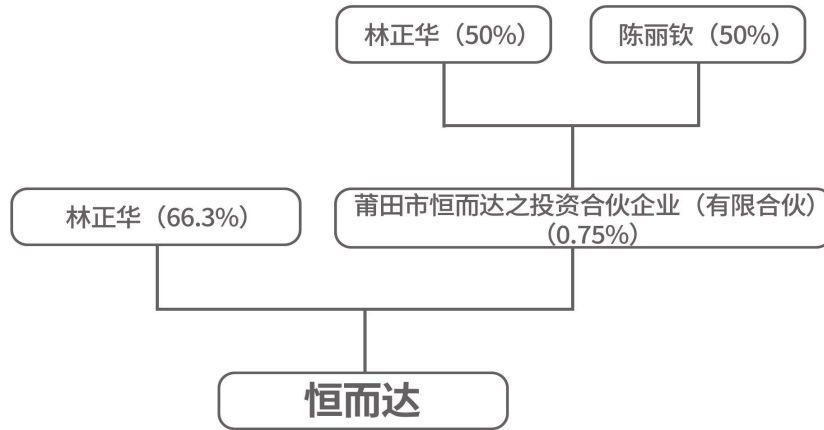 林正华（50%）
陈丽钦（50%）
林正华（66.3%）
莆田市恒而达之投资合伙企业（有限合伙）
（0.75%）
恒而达